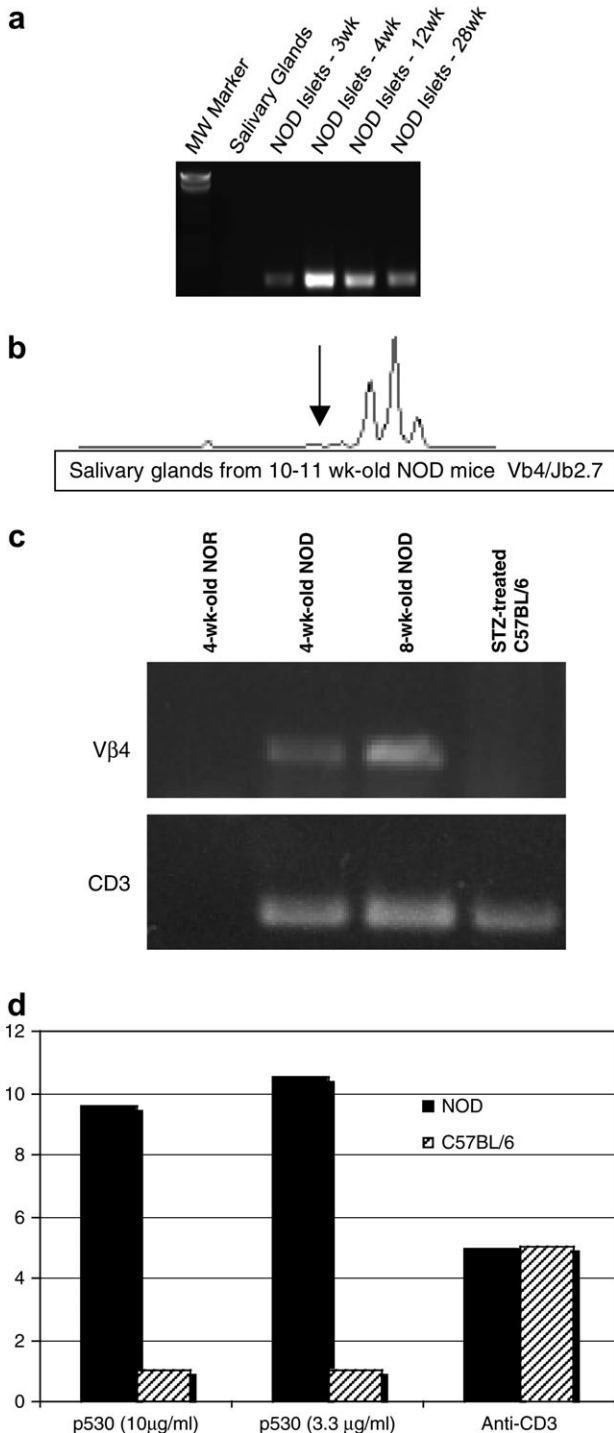 a
MW Marker
Salivary Glands
NOD Islets - 3wk
NOD Islets - 4wk
NOD Islets - 12wk
NOD Islets - 28wk
b
Salivary glands from 10-11 wk-old NOD mice Vb4/Jb2.7
c
4-wk-old NOR
4-wk-old NOD
8-wk-old NOD
STZ-treated
C57BL/6
Vβ4
CD3
d
12
10
8
6
4
2
0
NOD
C57BL/6
p530 (10µg/ml)
p530 (3.3 µg/ml)
Anti-CD3